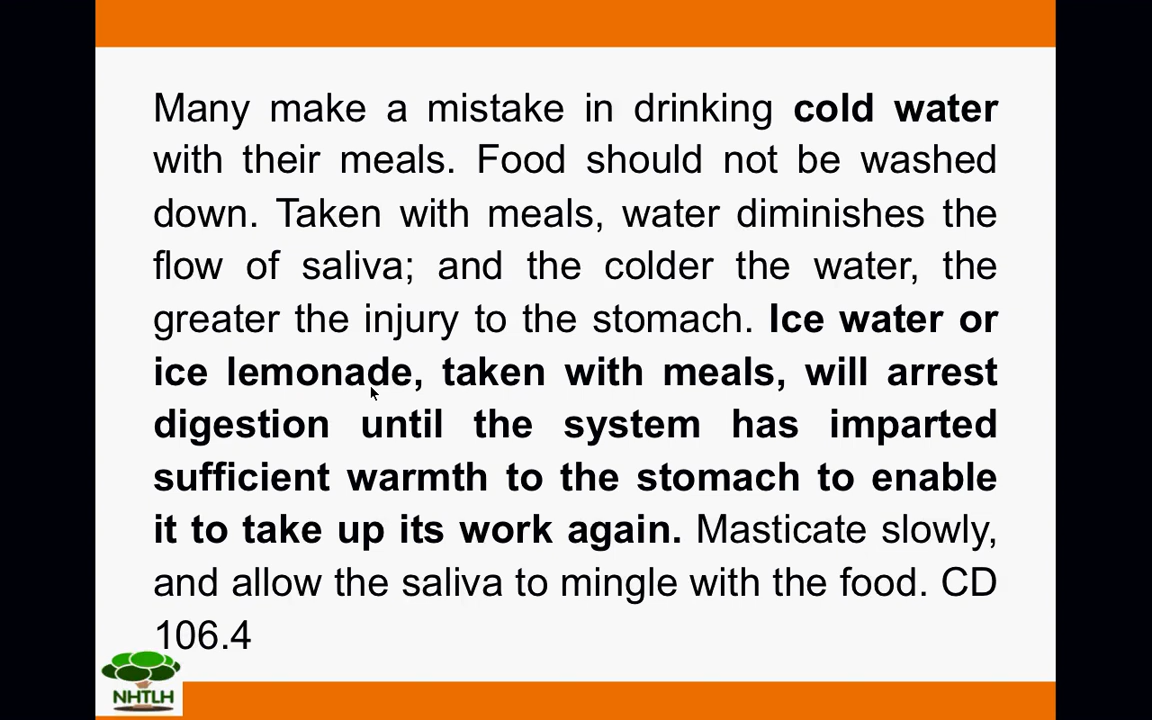 Many make a mistake in drinking cold water
with their meals. Food should not be washed
down. Taken with meals, water diminishes the
flow of saliva; and the colder the water, the
greater the injury to the stomach. Ice water or
ice lemonade, taken with meals, will arrest
digestion until the system has imparted
sufficient warmth to the stomach to enable
it to take up its work again. Masticate slowly,
and allow the saliva to mingle with the food. CD
106.4
NHTLH